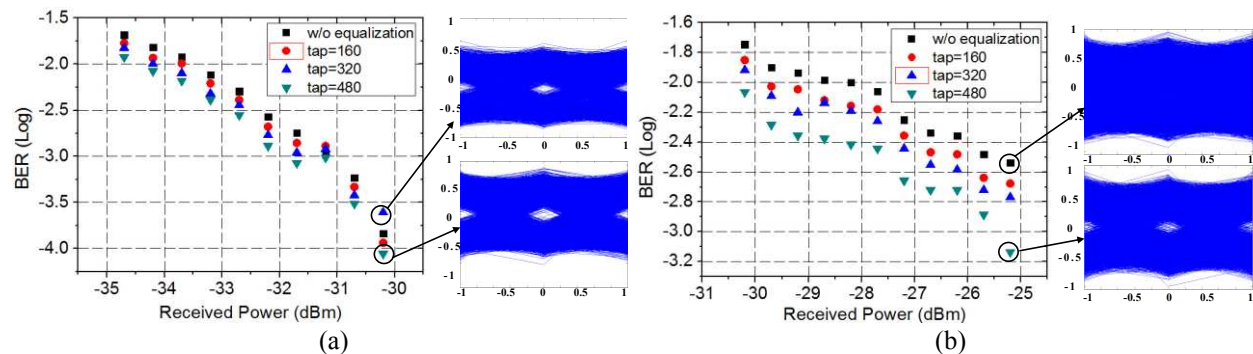 -1.5
-2.0
-2.5
-3.0
-3.5
-4.0
BER (Log)
w/o equalization
tap=160
tap=320
tap=480
-35 -34 -33 -32 -31 -30
Received Power (dBm)
(a)
1
0.5
0
-0.5
-1
-1 -0.5 0 0.5 1
1
0.5
0
-0.5
-1
-1 -0.5 0 0.5 1
-1.6
-1.8
-2.0
-2.2
-2.4
-2.6
-2.8
-3.0
-3.2
BER (Log)
w/o equalization
tap=160
tap=320
tap=480
-31 -30 -29 -28 -27 -26 -25
Received Power (dBm)
(b)
1
0.5
0
-0.5
-1
-1 -0.5 0 0.5 1
1
0.5
0
-0.5
-1
-1 -0.5 0 0.5 1